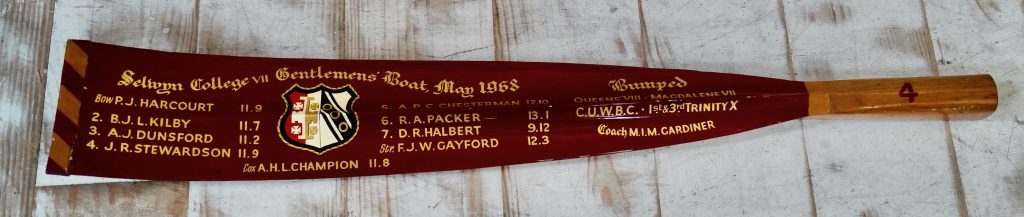 Selwyn College VII Gentlemens' Boat, May 1968
Bow P.J. HARCOURT 11.9
2. B.J.L. KILBY 11.7
3. A.J. DUNSFORD 11.2
4. J.R. STEWARDSON 11.9
5. A.P.C. CHESTERMAN 12.10
6. R.A. PACKER 13.1
7. D.R. HALBERT 9.12
Str. F.J.W. GAYFORD 12.3
Cox A.H.L. CHAMPION 11.8
Bumped
QUEENS' VIII · MAGDALENE VII
C.U.W.B.C. · 1st & 3rd TRINITY X
Coach M.I.M. GARDINER
4